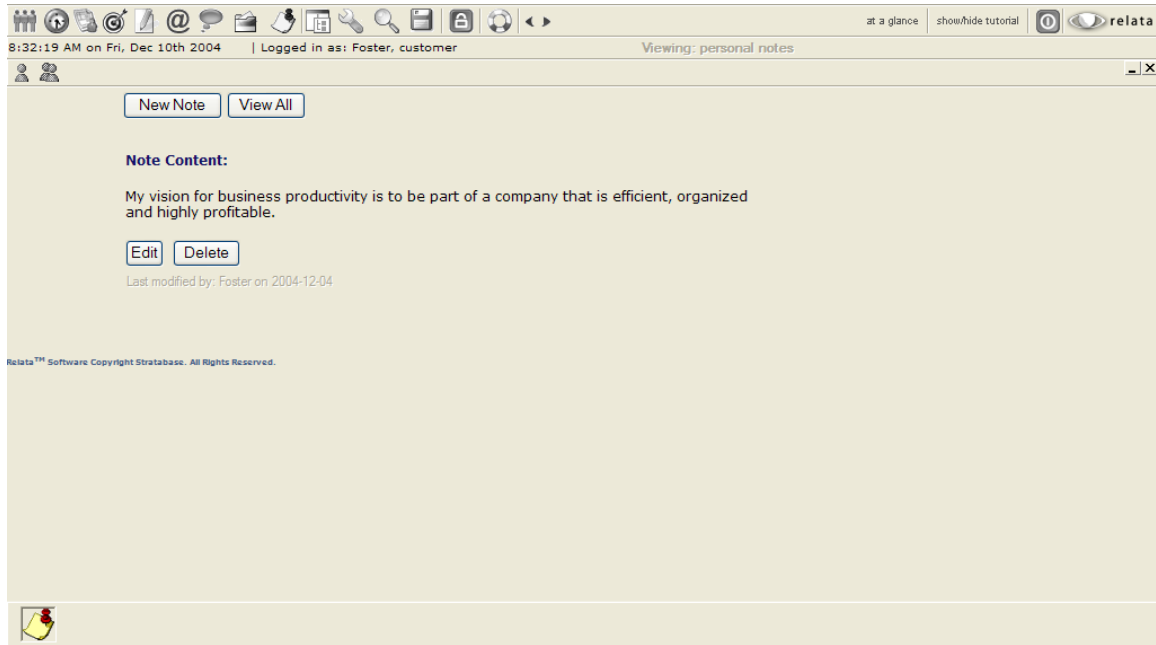 at a glance show/hide tutorial relata
8:32:19 AM on Fri, Dec 10th 2004 | Logged in as: Foster, customer Viewing: personal notes
New Note View All
Note Content:
My vision for business productivity is to be part of a company that is efficient, organized
and highly profitable.
Edit Delete
Last modified by: Foster on 2004-12-04
Relata™ Software Copyright Stratabase. All Rights Reserved.